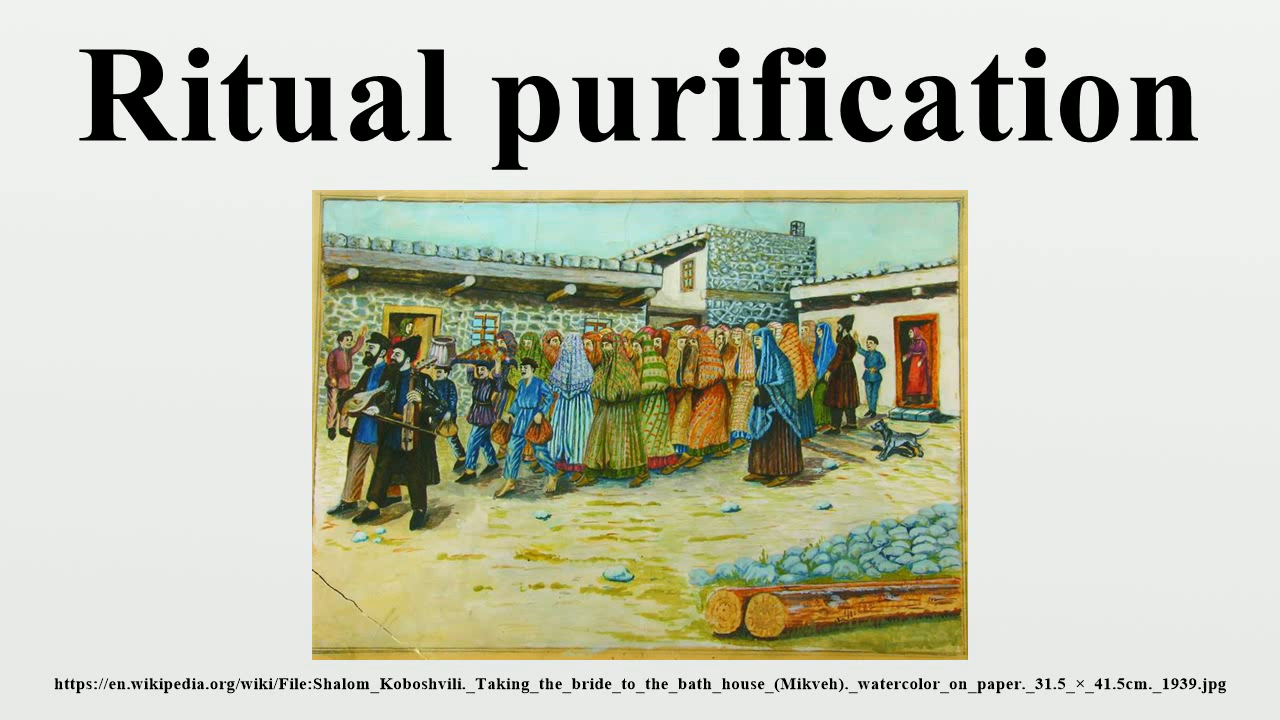 Ritual purification
https://en.wikipedia.org/wiki/File:Shalom_Koboshvili._Taking_the_bride_to_the_bath_house_(Mikveh)._watercolor_on_paper._31.5_×_41.5cm._1939.jpg